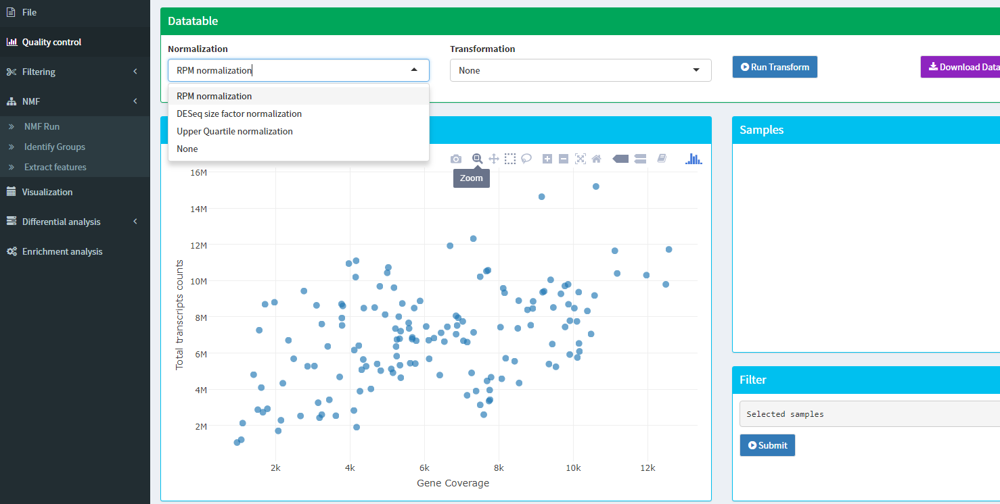 File
Quality control
Filtering
NMF
NMF Run
Identify Groups
Extract features
Visualization
Differential analysis
Enrichment analysis
Datatable
Normalization
RPM normalization
RPM normalization
DESeq size factor normalization
Upper Quartile normalization
None
Transformation
None
Run Transform
Download Data
Zoom
16M
14M
12M
10M
8M
6M
4M
2M
Total transcripts counts
2k 4k 6k 8k 10k 12k
Gene Coverage
Samples
Filter
Selected samples
Submit